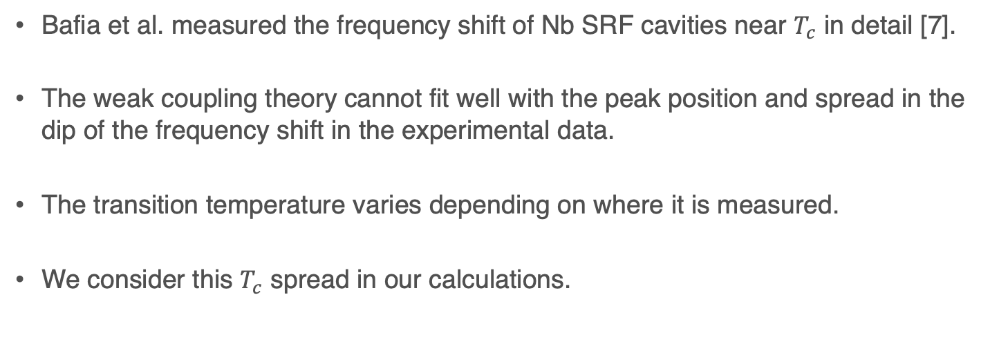 • Bafia et al. measured the frequency shift of Nb SRF cavities near 𝑇𝑐 in detail [7].
• The weak coupling theory cannot fit well with the peak position and spread in the
dip of the frequency shift in the experimental data.
• The transition temperature varies depending on where it is measured.
• We consider this 𝑇𝑐 spread in our calculations.